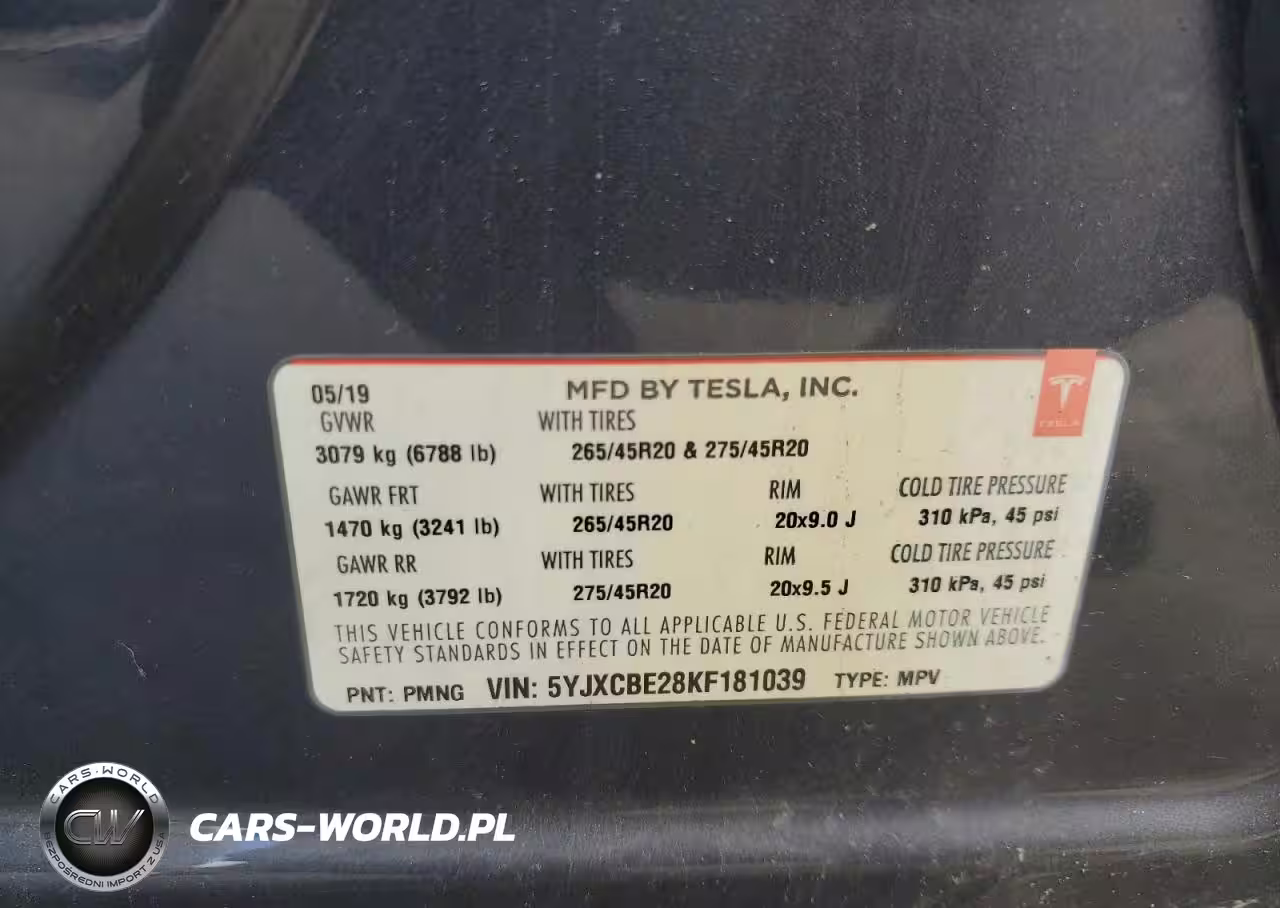 05/19 MFD BY TESLA, INC.
GVWR WITH TIRES
3079 kg (6788 lb) 265/45R20 & 275/45R20
TESLA
GAWR FRT WITH TIRES RIM COLD TIRE PRESSURE
1470 kg (3241 lb) 265/45R20 20x9.0 J 310 kPa, 45 psi
GAWR RR WITH TIRES RIM COLD TIRE PRESSURE
1720 kg (3792 lb) 275/45R20 20x9.5 J 310 kPa, 45 psi
THIS VEHICLE CONFORMS TO ALL APPLICABLE U.S. FEDERAL MOTOR VEHICLE
SAFETY STANDARDS IN EFFECT ON THE DATE OF MANUFACTURE SHOWN ABOVE.
PNT: PMNG VIN: 5YJXCBE28KF181039 TYPE: MPV
CARS-WORLD
CW
BEZPOŚREDNI IMPORT Z USA
CARS-WORLD.PL